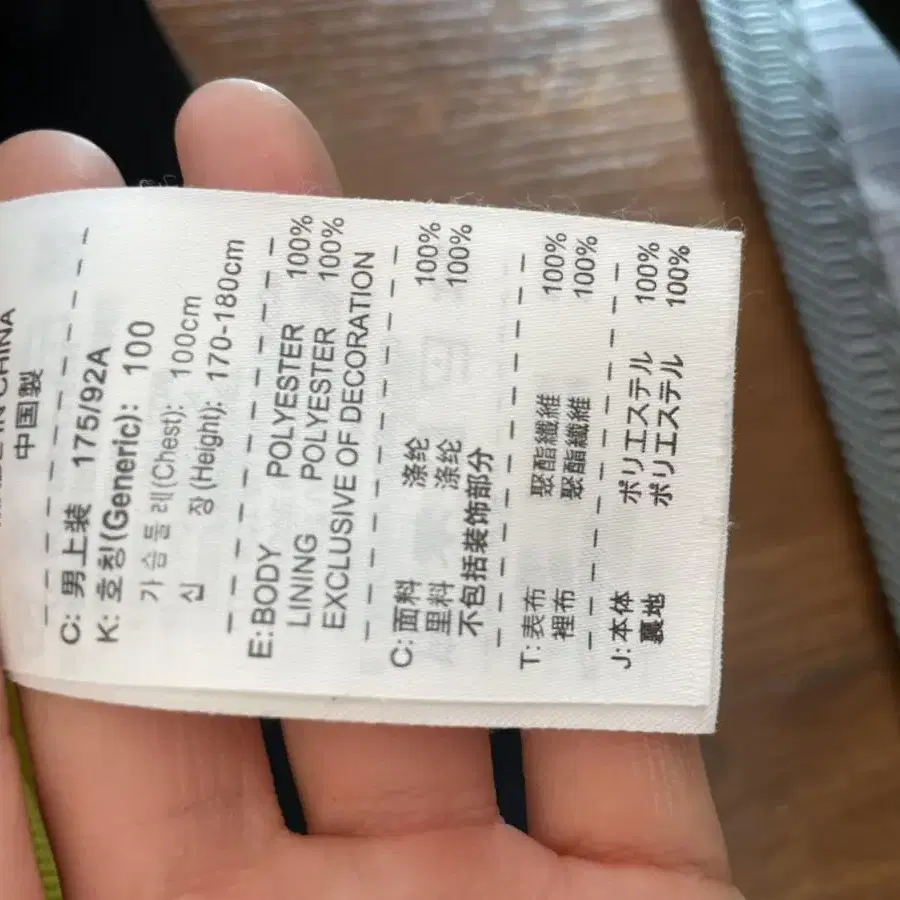 中国製
C: 男上装 175/92A
K: 호칭(Generic): 100
가슴둘레(Chest): 100cm
신 장 (Height): 170-180cm
E: BODY POLYESTER 100%
LINING POLYESTER 100%
EXCLUSIVE OF DECORATION
C: 面料 涤纶 100%
里料 涤纶 100%
不包括装饰部分
T: 表布 聚酯纖維 100%
裡布 聚酯纖維 100%
J: 本体 ポリエステル 100%
裏地 ポリエステル 100%